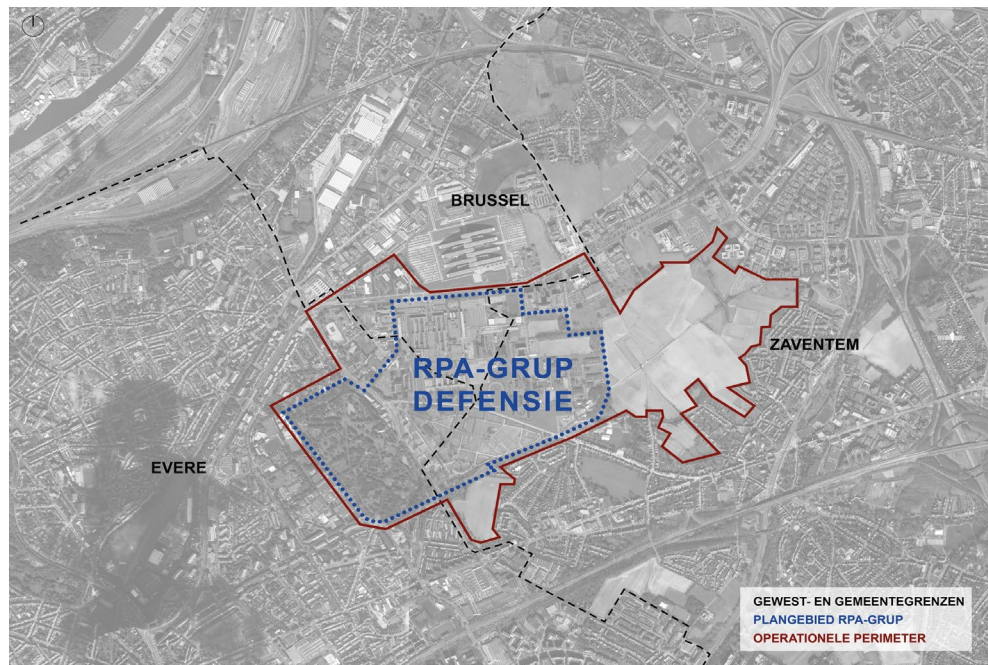 BRUSSEL
RPA-GRUP
DEFENSIE
ZAVENTEM
EVERE
GEWEST- EN GEMEENTEGRENZEN
PLANGEBIED RPA-GRUP
OPERATIONELE PERIMETER